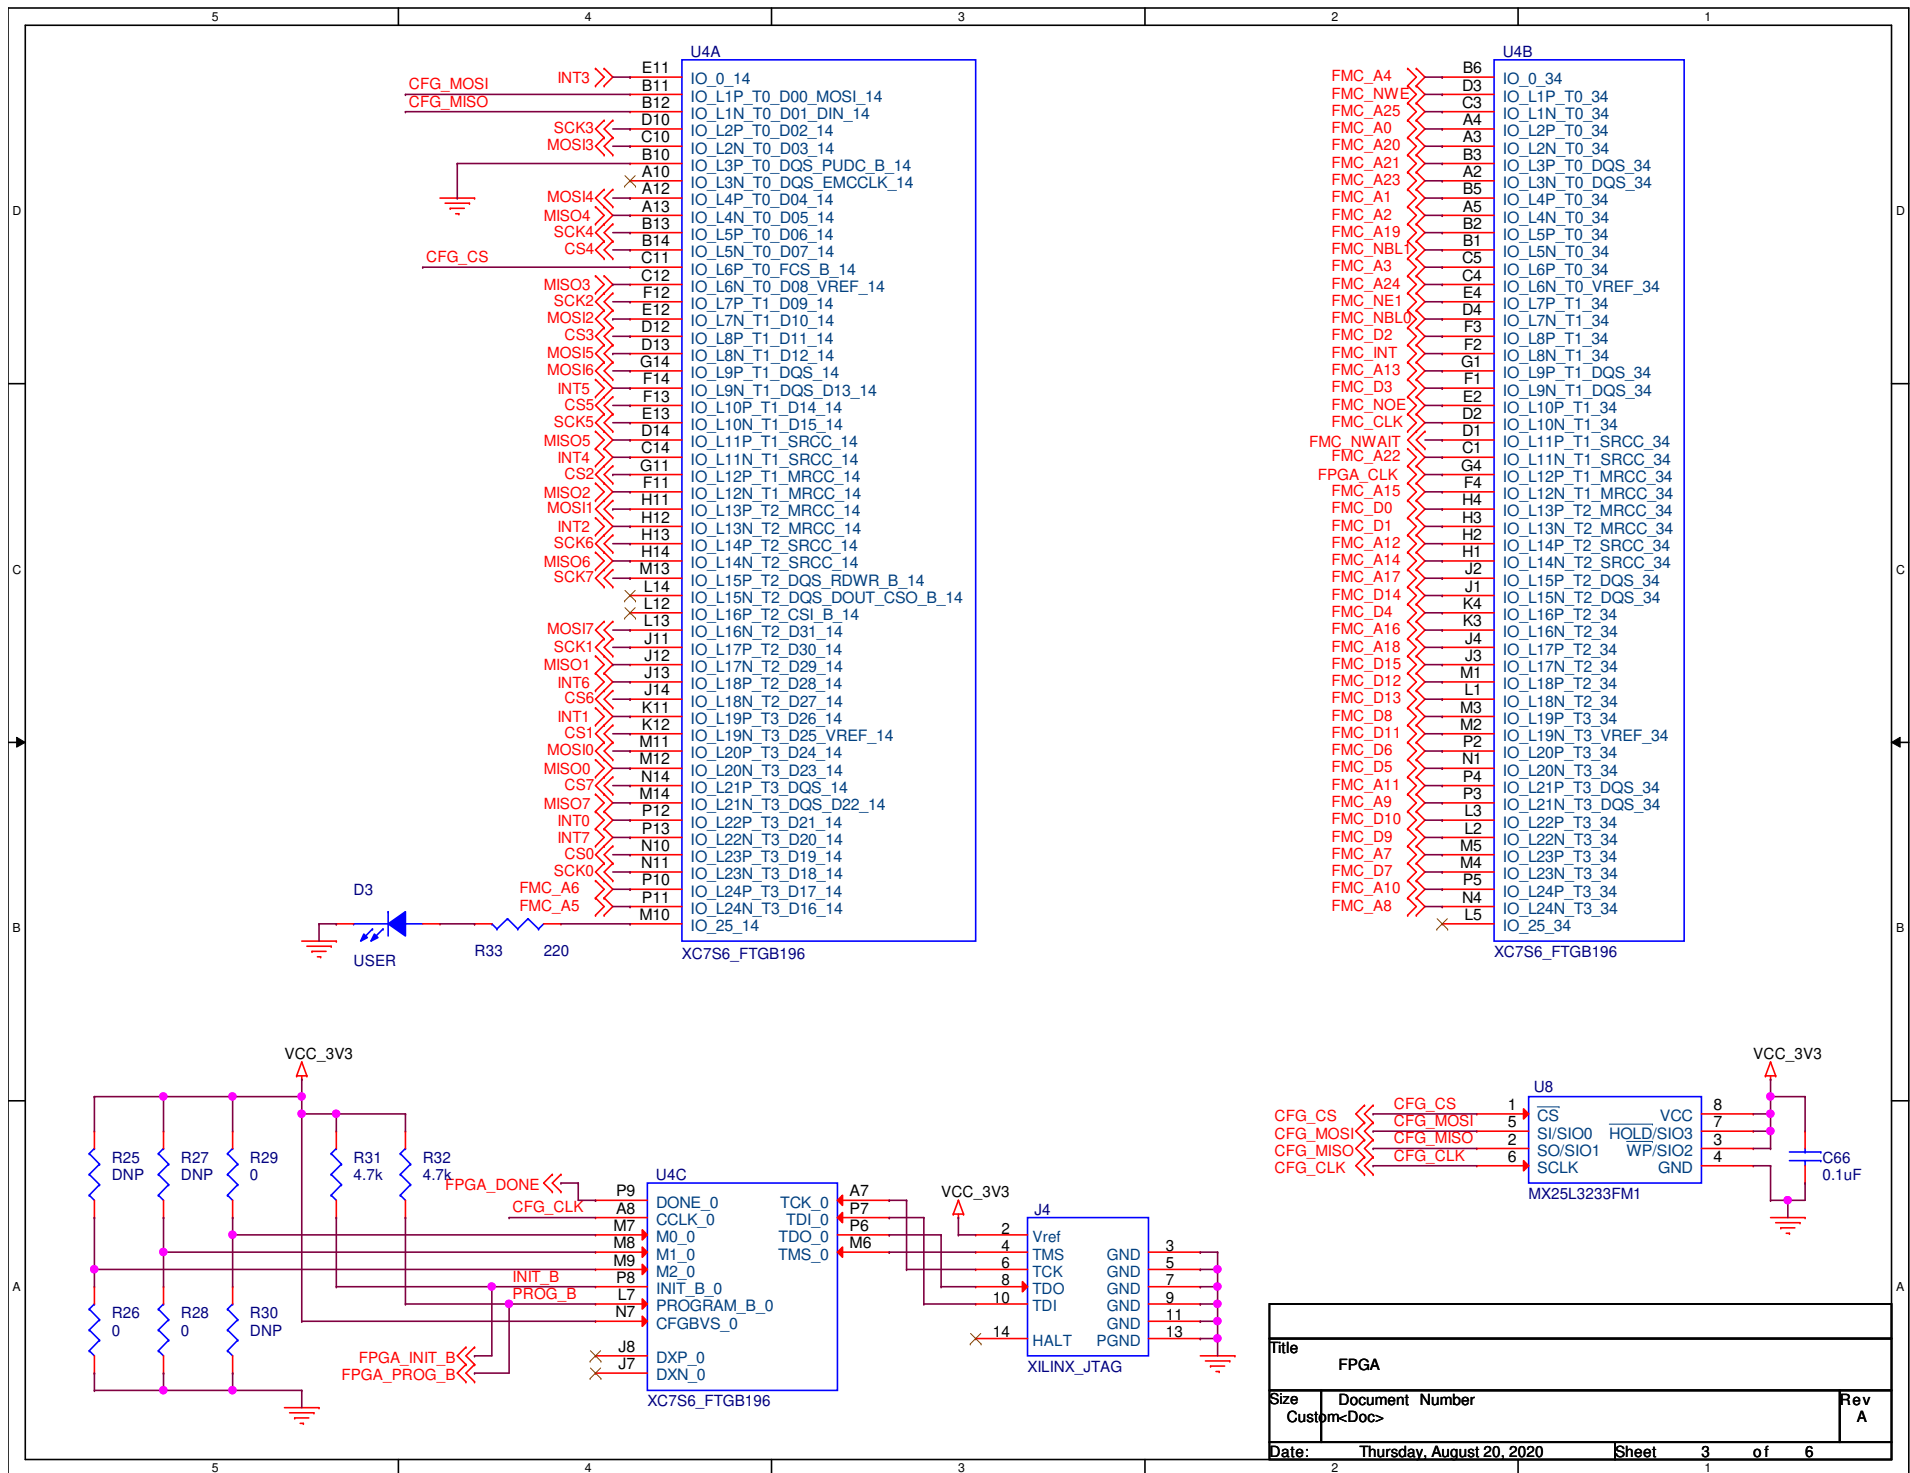 5 4 3 2 1
U4A
INT3 E11 IO_0_14
CFG_MOSI B11 IO_L1P_T0_D00_MOSI_14
CFG_MISO B12 IO_L1N_T0_D01_DIN_14
SCK3 D10 IO_L2P_T0_D02_14
MOSI3 C10 IO_L2N_T0_D03_14
B10 IO_L3P_T0_DQS_PUDC_B_14
A10 IO_L3N_T0_DQS_EMCCLK_14
MOSI4 A12 IO_L4P_T0_D04_14
MISO4 A13 IO_L4N_T0_D05_14
SCK4 B13 IO_L5P_T0_D06_14
CS4 B14 IO_L5N_T0_D07_14
CFG_CS C11 IO_L6P_T0_FCS_B_14
MISO3 C12 IO_L6N_T0_D08_VREF_14
SCK2 F12 IO_L7P_T1_D09_14
MOSI2 E12 IO_L7N_T1_D10_14
CS3 D12 IO_L8P_T1_D11_14
MOSI5 D13 IO_L8N_T1_D12_14
MOSI6 G14 IO_L9P_T1_DQS_14
INT5 F14 IO_L9N_T1_DQS_D13_14
CS5 F13 IO_L10P_T1_D14_14
SCK5 E13 IO_L10N_T1_D15_14
MISO5 D14 IO_L11P_T1_SRCC_14
INT4 C14 IO_L11N_T1_SRCC_14
CS2 G11 IO_L12P_T1_MRCC_14
MISO2 F11 IO_L12N_T1_MRCC_14
MOSI1 H11 IO_L13P_T2_MRCC_14
INT2 H12 IO_L13N_T2_MRCC_14
SCK6 H13 IO_L14P_T2_SRCC_14
MISO6 H14 IO_L14N_T2_SRCC_14
SCK7 M13 IO_L15P_T2_DQS_RDWR_B_14
L14 IO_L15N_T2_DQS_DOUT_CSO_B_14
L12 IO_L16P_T2_CSI_B_14
MOSI7 L13 IO_L16N_T2_D31_14
SCK1 J11 IO_L17P_T2_D30_14
MISO1 J12 IO_L17N_T2_D29_14
INT6 J13 IO_L18P_T2_D28_14
CS6 J14 IO_L18N_T2_D27_14
INT1 K11 IO_L19P_T3_D26_14
CS1 K12 IO_L19N_T3_D25_VREF_14
MOSI0 M11 IO_L20P_T3_D24_14
MISO0 M12 IO_L20N_T3_D23_14
CS7 N14 IO_L21P_T3_DQS_14
MISO7 M14 IO_L21N_T3_DQS_D22_14
INT0 P12 IO_L22P_T3_D21_14
INT7 P13 IO_L22N_T3_D20_14
CS0 N10 IO_L23P_T3_D19_14
SCK0 N11 IO_L23N_T3_D18_14
FMC_A6 P10 IO_L24P_T3_D17_14
FMC_A5 P11 IO_L24N_T3_D16_14
M10 IO_25_14
XC7S6_FTGB196
D3
USER
R33 220
U4B
FMC_A4 B6 IO_0_34
FMC_NWE D3 IO_L1P_T0_34
FMC_A25 C3 IO_L1N_T0_34
FMC_A0 A4 IO_L2P_T0_34
FMC_A20 A3 IO_L2N_T0_34
FMC_A21 B3 IO_L3P_T0_DQS_34
FMC_A23 A2 IO_L3N_T0_DQS_34
FMC_A1 B5 IO_L4P_T0_34
FMC_A2 A5 IO_L4N_T0_34
FMC_A19 B2 IO_L5P_T0_34
FMC_NBL1 B1 IO_L5N_T0_34
FMC_A3 C5 IO_L6P_T0_34
FMC_A24 C4 IO_L6N_T0_VREF_34
FMC_NE1 E4 IO_L7P_T1_34
FMC_NBL0 D4 IO_L7N_T1_34
FMC_D2 F3 IO_L8P_T1_34
FMC_INT F2 IO_L8N_T1_34
FMC_A13 G1 IO_L9P_T1_DQS_34
FMC_D3 F1 IO_L9N_T1_DQS_34
FMC_NOE E2 IO_L10P_T1_34
FMC_CLK D2 IO_L10N_T1_34
FMC_NWAIT D1 IO_L11P_T1_SRCC_34
FMC_A22 C1 IO_L11N_T1_SRCC_34
FPGA_CLK G4 IO_L12P_T1_MRCC_34
FMC_A15 F4 IO_L12N_T1_MRCC_34
FMC_D0 H4 IO_L13P_T2_MRCC_34
FMC_D1 H3 IO_L13N_T2_MRCC_34
FMC_A12 H2 IO_L14P_T2_SRCC_34
FMC_A14 H1 IO_L14N_T2_SRCC_34
FMC_A17 J2 IO_L15P_T2_DQS_34
FMC_D14 J1 IO_L15N_T2_DQS_34
FMC_D4 K4 IO_L16P_T2_34
FMC_A16 K3 IO_L16N_T2_34
FMC_A18 J4 IO_L17P_T2_34
FMC_D15 J3 IO_L17N_T2_34
FMC_D12 M1 IO_L18P_T2_34
FMC_D13 L1 IO_L18N_T2_34
FMC_D8 M3 IO_L19P_T3_34
FMC_D11 M2 IO_L19N_T3_VREF_34
FMC_D6 P2 IO_L20P_T3_34
FMC_D5 N1 IO_L20N_T3_34
FMC_A11 P4 IO_L21P_T3_DQS_34
FMC_A9 P3 IO_L21N_T3_DQS_34
FMC_D10 L3 IO_L22P_T3_34
FMC_D9 L2 IO_L22N_T3_34
FMC_A7 M5 IO_L23P_T3_34
FMC_D7 M4 IO_L23N_T3_34
FMC_A10 P5 IO_L24P_T3_34
FMC_A8 N4 IO_L24N_T3_34
L5 IO_25_34
XC7S6_FTGB196
D D
C C
B B
A A
VCC_3V3
R25 DNP
R27 DNP
R29 0
R31 4.7k
R32 4.7k
R26 0
R28 0
R30 DNP
U4C
FPGA_DONE P9 DONE_0
CFG_CLK A8 CCLK_0
M7 M0_0
M8 M1_0
M9 M2_0
INIT_B P8 INIT_B_0
PROG_B L7 PROGRAM_B_0
N7 CFGBVS_0
J8 DXP_0
J7 DXN_0
FPGA_INIT_B
FPGA_PROG_B
TCK_0 A7
TDI_0 P7
TDO_0 P6
TMS_0 M6
XC7S6_FTGB196
VCC_3V3
J4
2 Vref
4 TMS GND 3
6 TCK GND 5
8 TDO GND 7
10 TDI GND 9
GND 11
14 HALT PGND 13
XILINX_JTAG
VCC_3V3
U8
CFG_CS CFG_CS 1 CS VCC 8
CFG_MOSI CFG_MOSI 5 SI/SIO0 HOLD/SIO3 7
CFG_MISO CFG_MISO 2 SO/SIO1 WP/SIO2 3
CFG_CLK CFG_CLK 6 SCLK GND 4
MX25L3233FM1
C66
0.1uF
Title
FPGA
Size Document Number Rev
Custom <Doc> A
Date: Thursday, August 20, 2020 Sheet 3 of 6
5 4 3 2 1